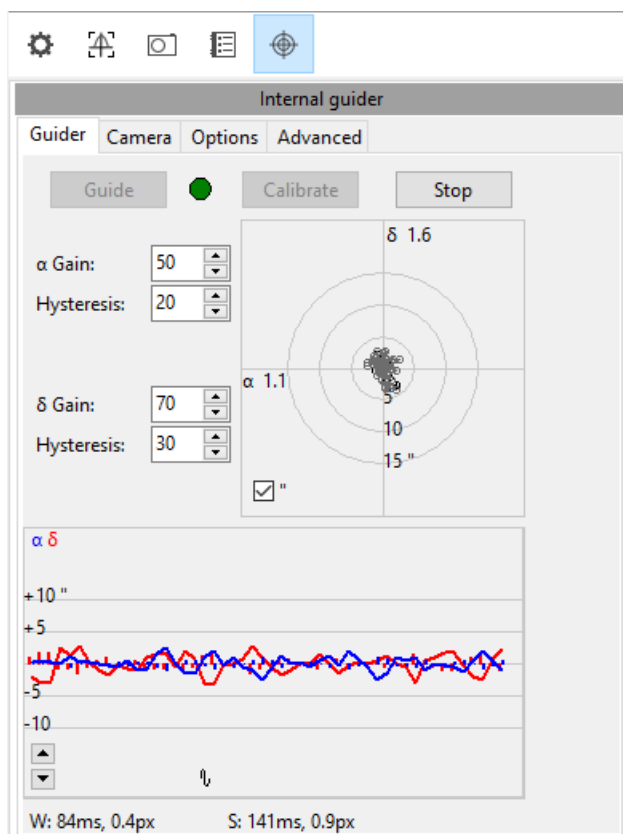 Internal guider
Guider Camera Options Advanced
Guide Calibrate Stop
δ 1.6
α Gain: 50
Hysteresis: 20
α 1.1
5
δ Gain: 70
10
Hysteresis: 30
15 "
"
α δ
+10 "
+5
-5
-10
W: 84ms, 0.4px S: 141ms, 0.9px